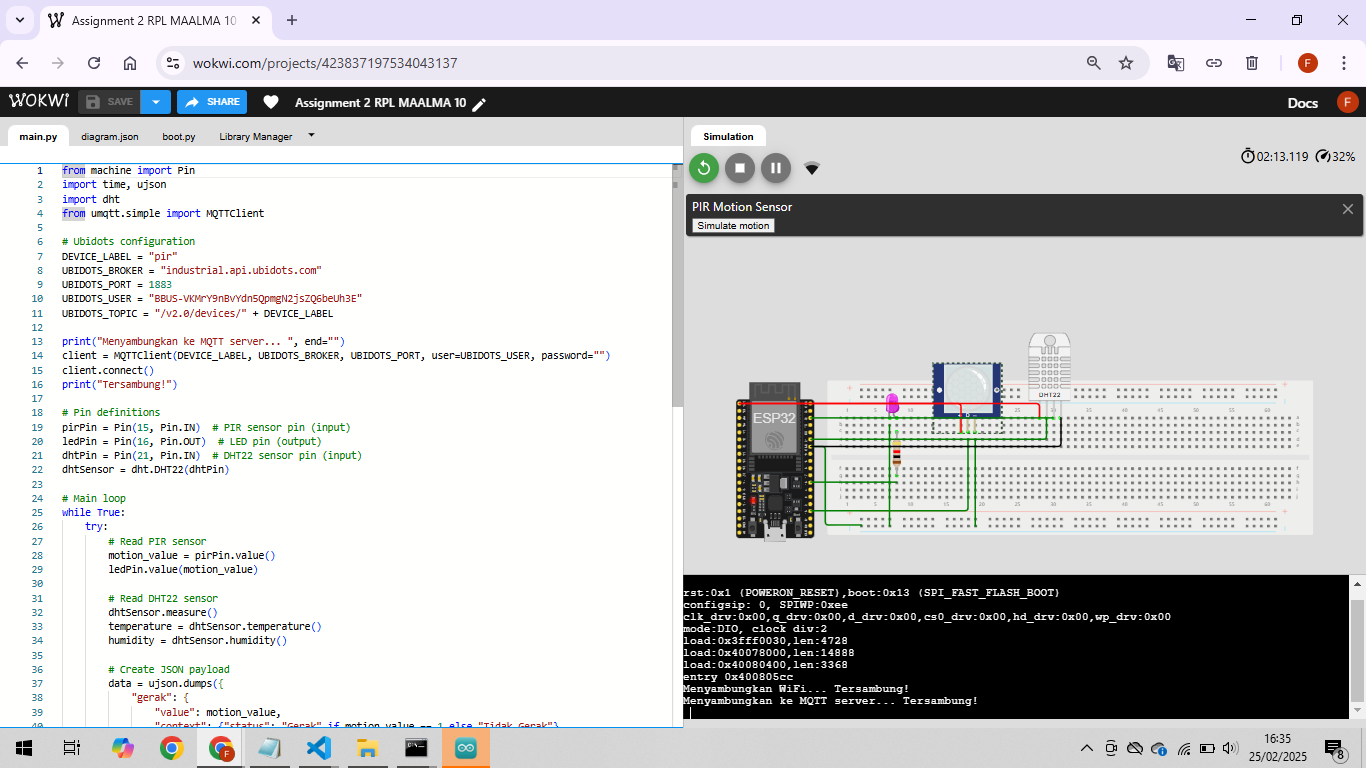 Assignment 2 RPL MAALMA 10
wokwi.com/projects/423837197534043137
F
WOKWI
SAVE
SHARE
Assignment 2 RPL MAALMA 10
Docs
F
main.py
diagram.json
boot.py
Library Manager
Simulation
02:13.119
32%
PIR Motion Sensor
Simulate motion
1 from machine import Pin
2 import time, ujson
3 import dht
4 from umqtt.simple import MQTTClient
5
6 # Ubidots configuration
7 DEVICE_LABEL = "pir"
8 UBIDOTS_BROKER = "industrial.api.ubidots.com"
9 UBIDOTS_PORT = 1883
10 UBIDOTS_USER = "BBUS-VKMrY9nBvYdn5QpmgN2jsZQ6beUh3E"
11 UBIDOTS_TOPIC = "/v2.0/devices/" + DEVICE_LABEL
12
13 print("Menyambungkan ke MQTT server... ", end="")
14 client = MQTTClient(DEVICE_LABEL, UBIDOTS_BROKER, UBIDOTS_PORT, user=UBIDOTS_USER, password="")
15 client.connect()
16 print("Tersambung!")
17
18 # Pin definitions
19 pirPin = Pin(15, Pin.IN)  # PIR sensor pin (input)
20 ledPin = Pin(16, Pin.OUT)  # LED pin (output)
21 dhtPin = Pin(21, Pin.IN)  # DHT22 sensor pin (input)
22 dhtSensor = dht.DHT22(dhtPin)
23
24 # Main loop
25 while True:
26 try:
27 # Read PIR sensor
28 motion_value = pirPin.value()
29 ledPin.value(motion_value)
30
31 # Read DHT22 sensor
32 dhtSensor.measure()
33 temperature = dhtSensor.temperature()
34 humidity = dhtSensor.humidity()
35
36 # Create JSON payload
37 data = ujson.dumps({
38 "gerak": {
39 "value": motion_value,
40 "context": {"status": "Gerak" if motion_value == 1 else "Tidak Gerak"}
ESP32
DHT22
rst:0x1 (POWERON_RESET),boot:0x13 (SPI_FAST_FLASH_BOOT)
configsip: 0, SPIWP:0xee
clk_drv:0x00,q_drv:0x00,d_drv:0x00,cs0_drv:0x00,hd_drv:0x00,wp_drv:0x00
mode:DIO, clock div:2
load:0x3fff0030,len:4728
load:0x40078000,len:14888
load:0x40080400,len:3368
entry 0x400805cc
Menyambungkan WiFi... Tersambung!
Menyambungkan ke MQTT server... Tersambung!
16:35
25/02/2025
8